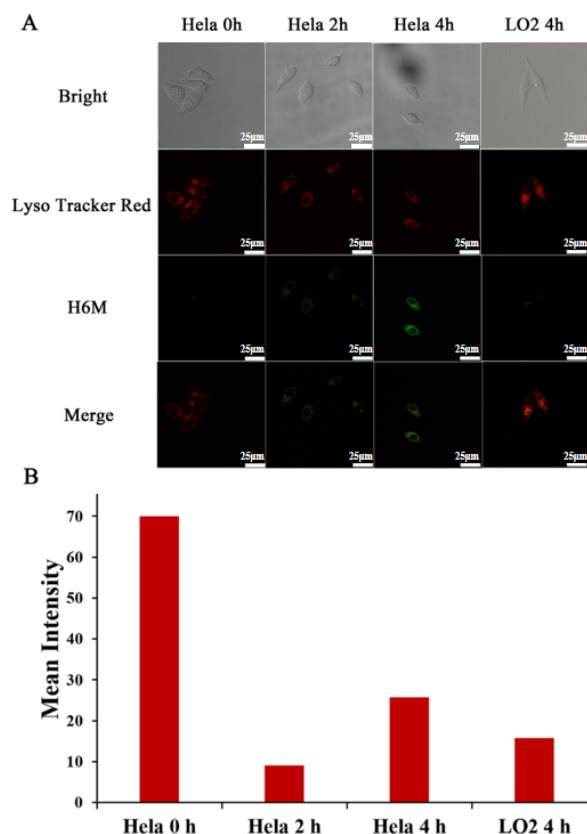 A
Hela 0h Hela 2h Hela 4h LO2 4h
Bright
25μm 25μm 25μm 25μm
Lyso Tracker Red
25μm 25μm 25μm 25μm
H6M
25μm 25μm 25μm 25μm
Merge
25μm 25μm 25μm 25μm
B
Mean Intensity
70
60
50
40
30
20
10
0
Hela 0 h Hela 2 h Hela 4 h LO2 4 h